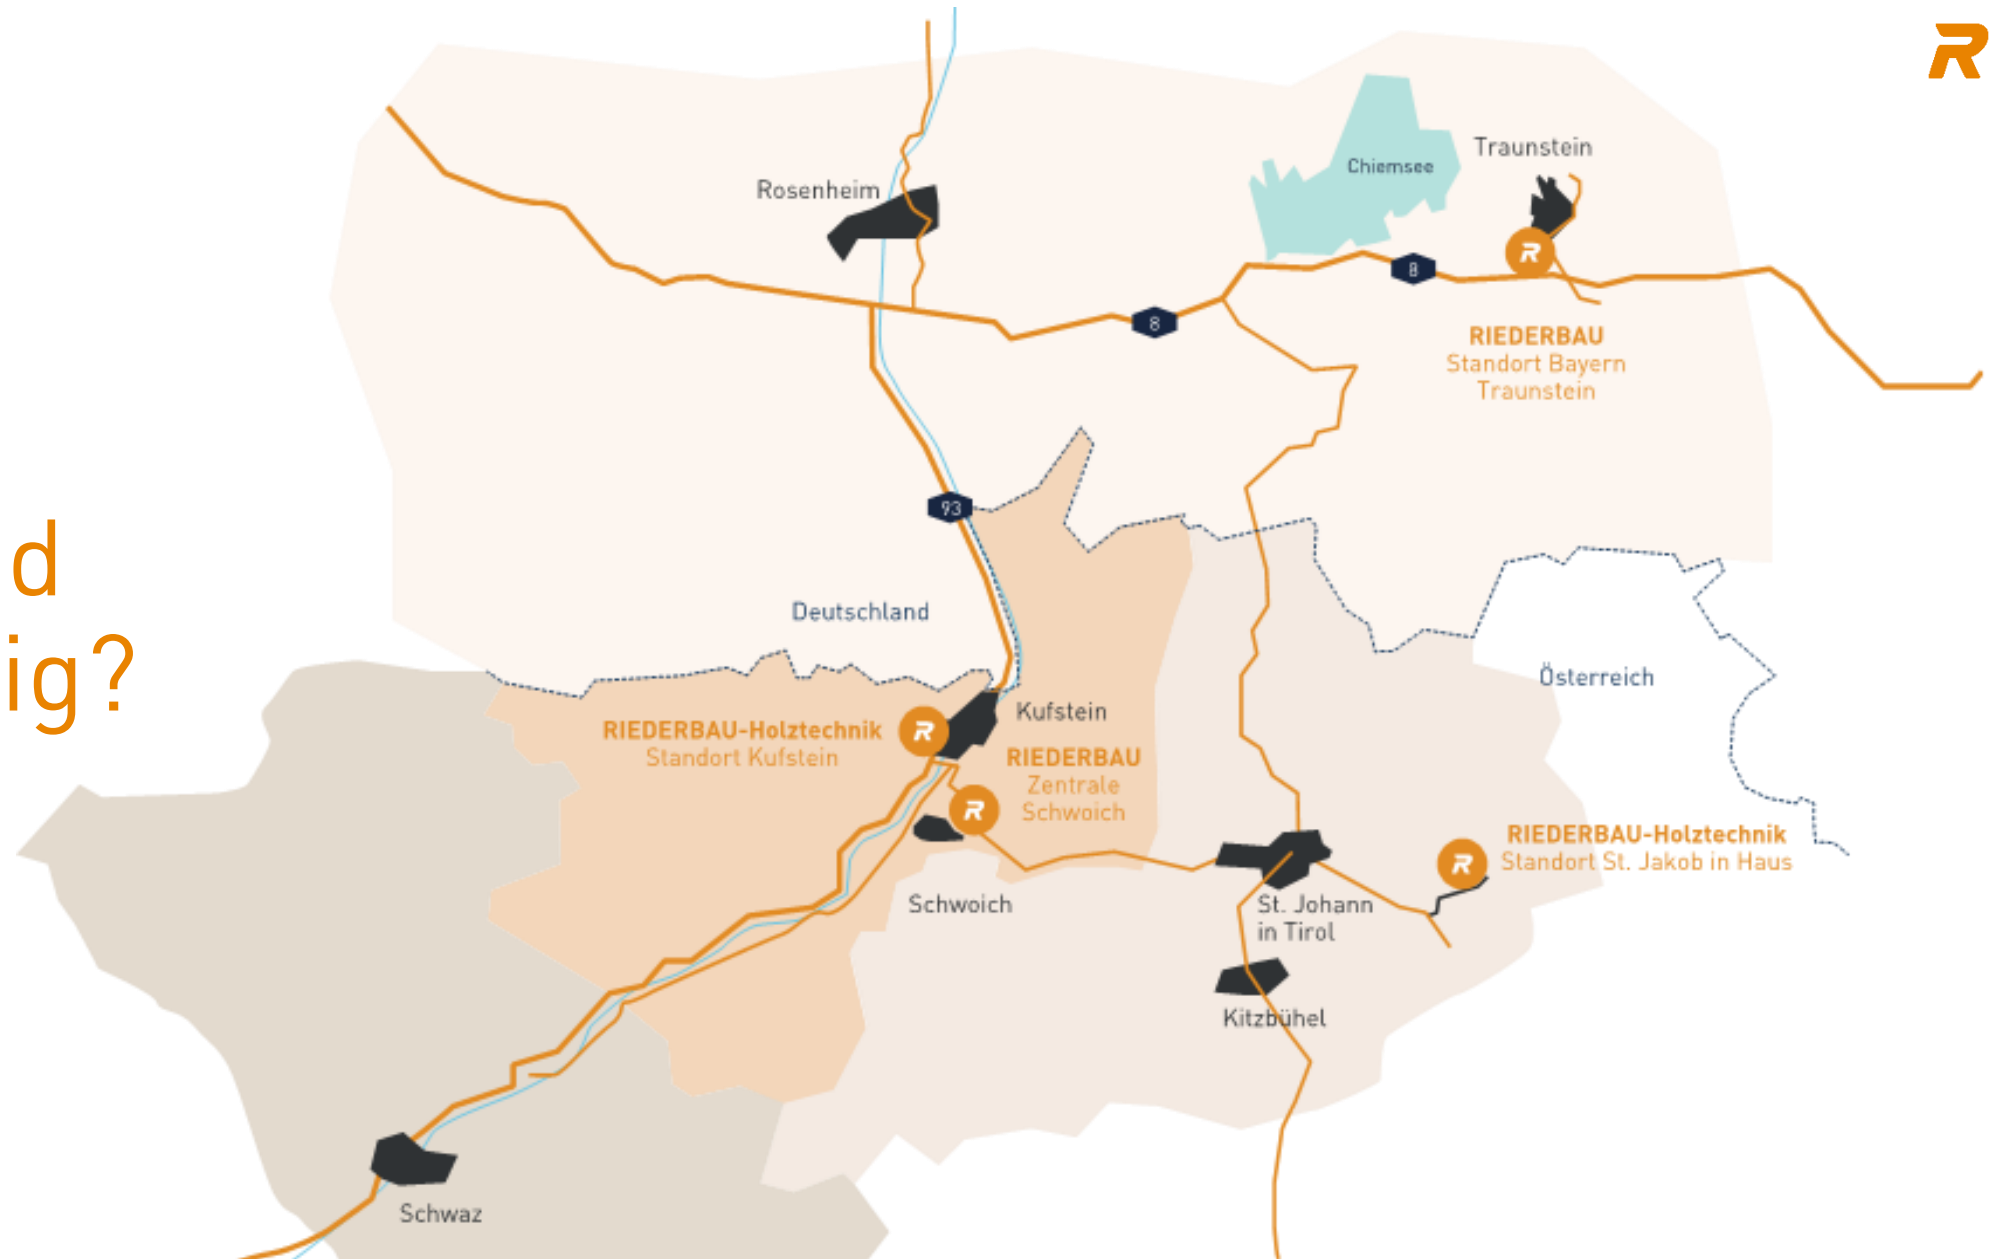 d
ig?
Rosenheim
Chiemsee
Traunstein
8
8
RIEDERBAU
Standort Bayern
Traunstein
93
Deutschland
Österreich
Kufstein
RIEDERBAU-Holztechnik
Standort Kufstein
RIEDERBAU
Zentrale
Schwoich
RIEDERBAU-Holztechnik
Standort St. Jakob in Haus
Schwoich
St. Johann
in Tirol
Kitzbühel
Schwaz